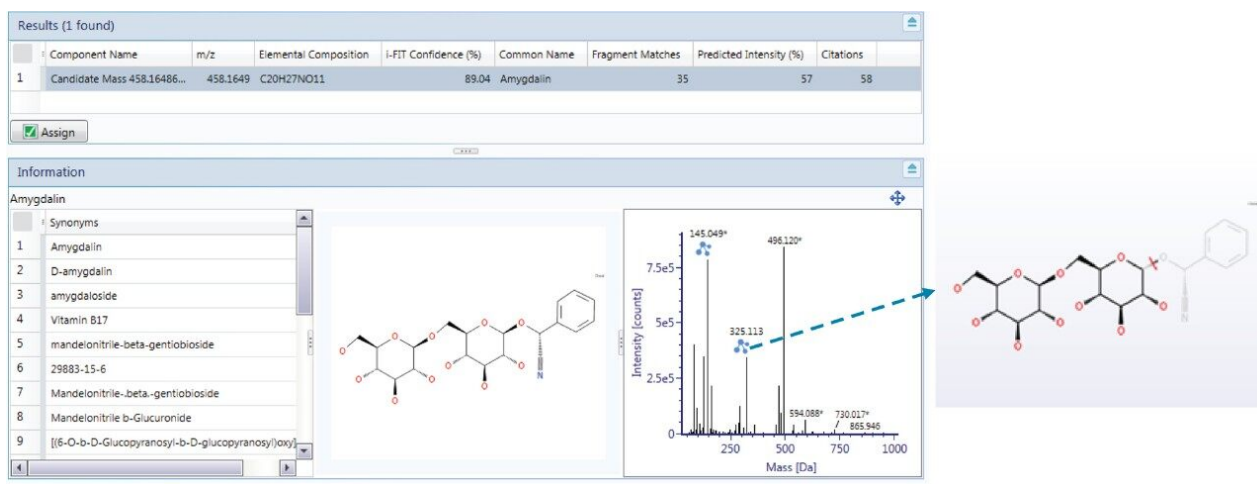 Results (1 found)
Component Name m/z Elemental Composition i-FIT Confidence (%) Common Name Fragment Matches Predicted Intensity (%) Citations
1 Candidate Mass 458.16486... 458.1649 C20H27NO11 89.04 Amygdalin 35 57 58
Assign
Information
Amygdalin
Synonyms
1 Amygdalin
2 D-amygdalin
3 amygdaloside
4 Vitamin B17
5 mandelonitrile-beta-gentiobioside
6 29883-15-6
7 Mandelonitrile-.beta.-gentiobioside
8 Mandelonitrile b-Glucuronide
9 [(6-O-b-D-Glucopyranosyl-b-D-glucopyranosyl)oxy]
O O O O O O O O O O O N
Intensity [counts]
7.5e5
5e5
2.5e5
0
145.049*
496.120*
325.113
594.088*
730.017*
865.946
250 500 750 1000
Mass [Da]
O O O O O O O O O O O N